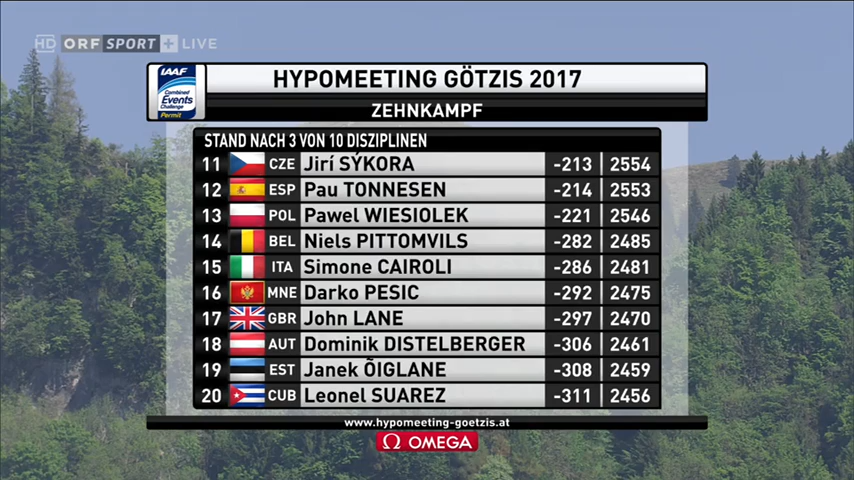 HD ORF SPORT + LIVE
IAAF
Combined
Events
Challenge
Permit
HYPOMEETING GÖTZIS 2017
ZEHNKAMPF
STAND NACH 3 VON 10 DISZIPLINEN
11 CZE Jirí SÝKORA -213 2554
12 ESP Pau TONNESEN -214 2553
13 POL Pawel WIESIOLEK -221 2546
14 BEL Niels PITTOMVILS -282 2485
15 ITA Simone CAIROLI -286 2481
16 MNE Darko PESIC -292 2475
17 GBR John LANE -297 2470
18 AUT Dominik DISTELBERGER -306 2461
19 EST Janek ÕIGLANE -308 2459
20 CUB Leonel SUAREZ -311 2456
www.hypomeeting-goetzis.at
Ω OMEGA